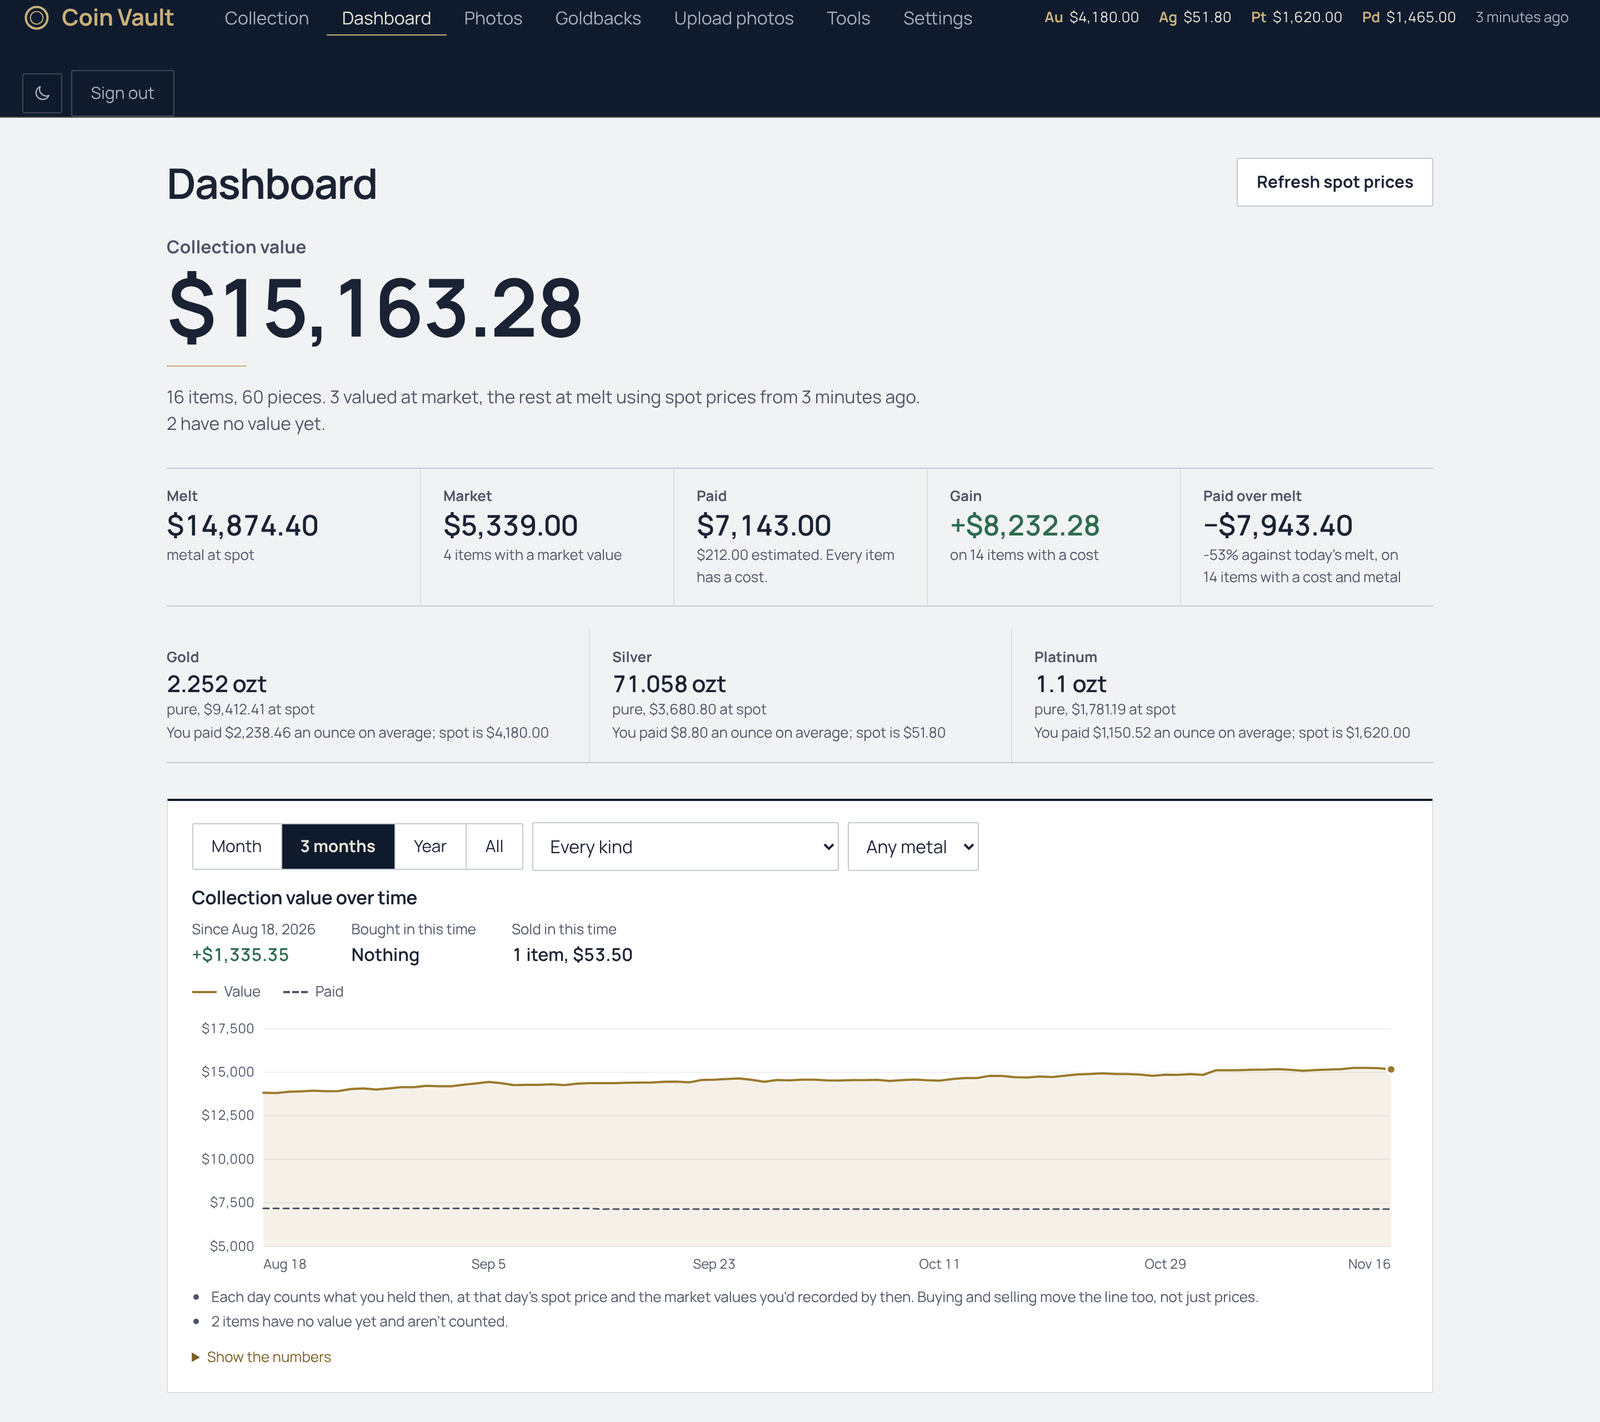 Coin Vault Collection Dashboard Photos Goldbacks Upload photos Tools Settings Au $4,180.00 Ag $51.80 Pt $1,620.00 Pd $1,465.00 3 minutes ago
Sign out
Dashboard
Refresh spot prices
Collection value
$15,163.28
16 items, 60 pieces. 3 valued at market, the rest at melt using spot prices from 3 minutes ago.
2 have no value yet.
Melt
$14,874.40
metal at spot
Market
$5,339.00
4 items with a market value
Paid
$7,143.00
$212.00 estimated. Every item
has a cost.
Gain
+$8,232.28
on 14 items with a cost
Paid over melt
−$7,943.40
-53% against today's melt, on
14 items with a cost and metal
Gold
2.252 ozt
pure, $9,412.41 at spot
You paid $2,238.46 an ounce on average; spot is $4,180.00
Silver
71.058 ozt
pure, $3,680.80 at spot
You paid $8.80 an ounce on average; spot is $51.80
Platinum
1.1 ozt
pure, $1,781.19 at spot
You paid $1,150.52 an ounce on average; spot is $1,620.00
Month 3 months Year All Every kind Any metal
Collection value over time
Since Aug 18, 2026
+$1,335.35
Bought in this time
Nothing
Sold in this time
1 item, $53.50
Value Paid
$17,500
$15,000
$12,500
$10,000
$7,500
$5,000
Aug 18 Sep 5 Sep 23 Oct 11 Oct 29 Nov 16
Each day counts what you held then, at that day's spot price and the market values you'd recorded by then. Buying and selling move the line too, not just prices.
2 items have no value yet and aren't counted.
Show the numbers